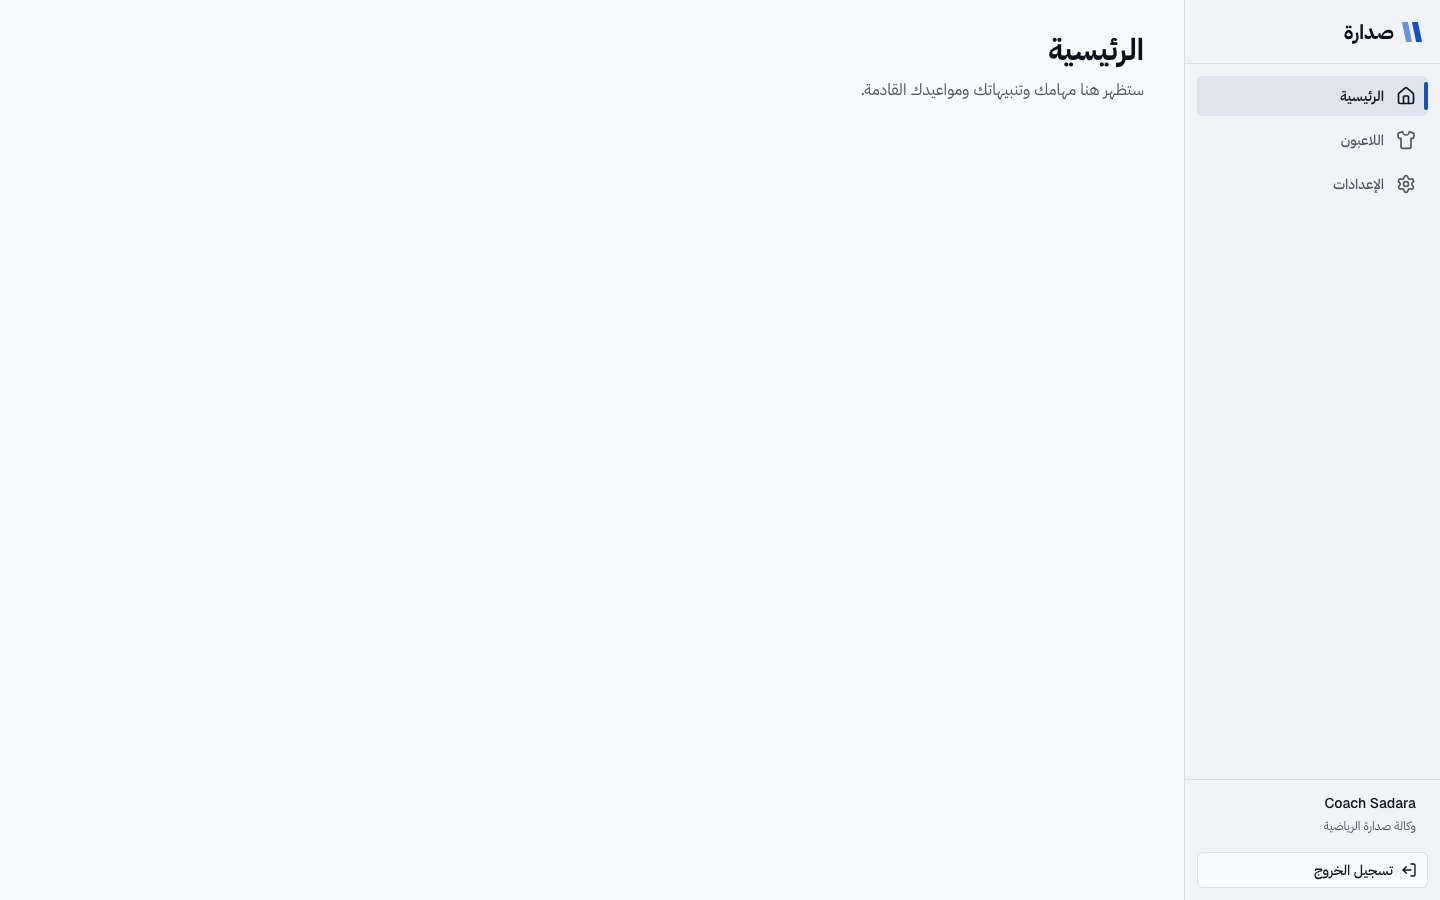 صدارة
الرئيسية
اللاعبون
الإعدادات
الرئيسية
ستظهر هنا مهامك وتنبيهاتك ومواعيدك القادمة.
Coach Sadara
وكالة صدارة الرياضية
تسجيل الخروج